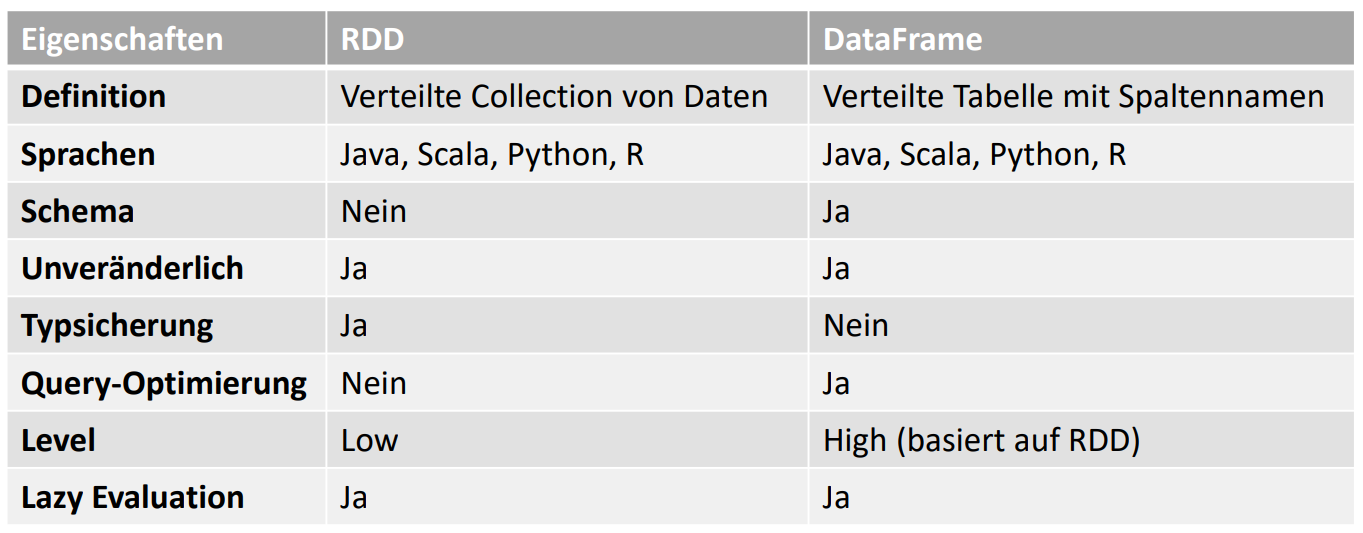 Eigenschaften RDD DataFrame
Definition Verteilte Collection von Daten Verteilte Tabelle mit Spaltennamen
Sprachen Java, Scala, Python, R Java, Scala, Python, R
Schema Nein Ja
Unveränderlich Ja Ja
Typsicherung Ja Nein
Query-Optimierung Nein Ja
Level Low High (basiert auf RDD)
Lazy Evaluation Ja Ja